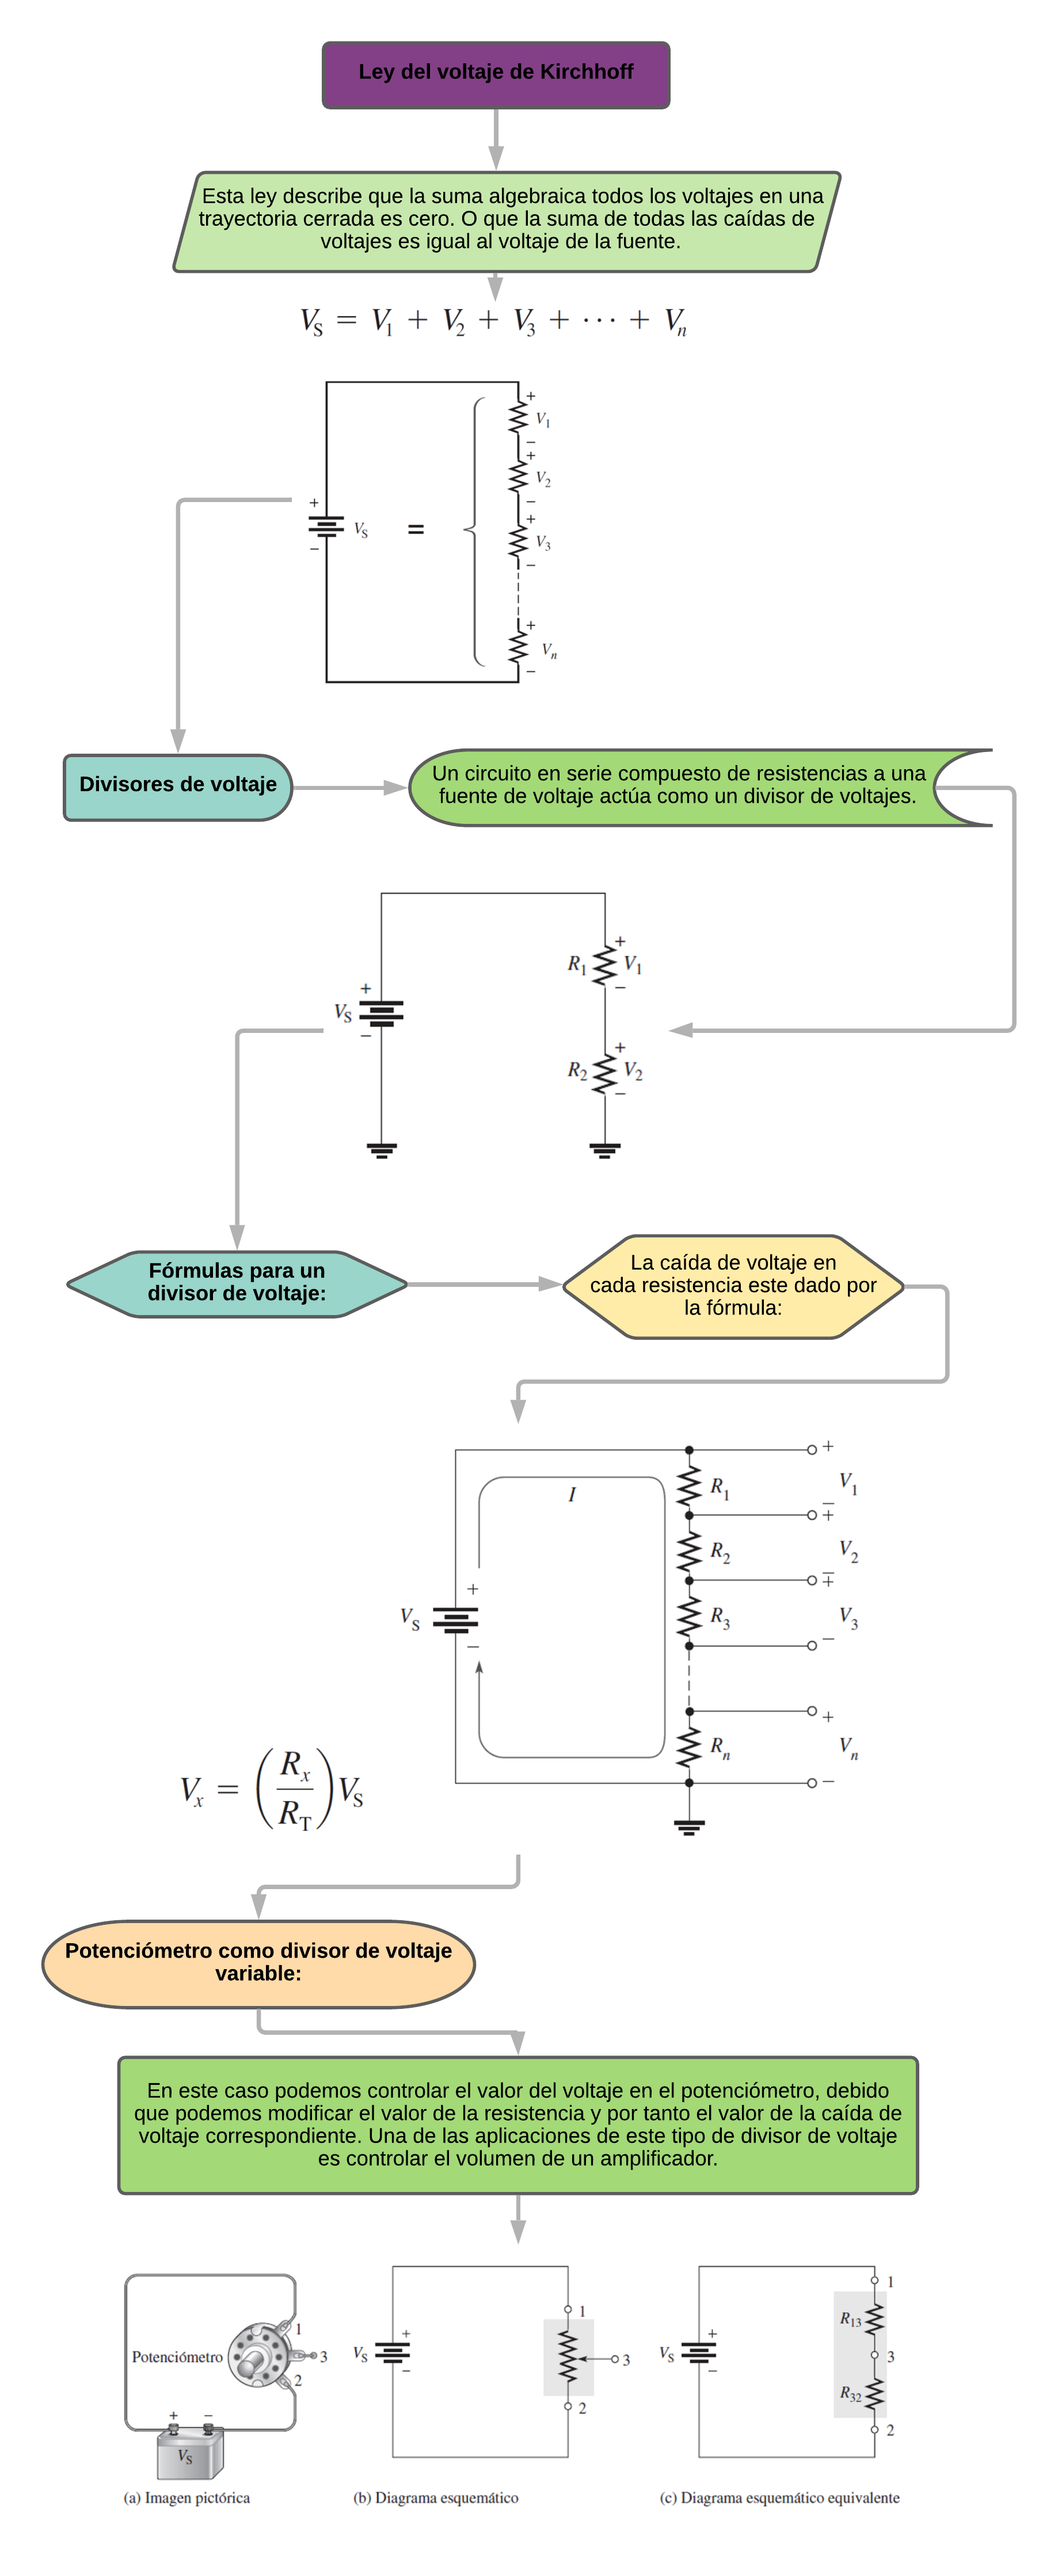 Ley del voltaje de Kirchhoff
Esta ley describe que la suma algebraica todos los voltajes en una
trayectoria cerrada es cero. O que la suma de todas las caídas de
voltajes es igual al voltaje de la fuente.
V_S = V_1 + V_2 + V_3 + · · · + V_n
+
V_1
−
+
V_2
−
+
V_3
−
+
V_n
−
+
V_S
−
=
Divisores de voltaje
Un circuito en serie compuesto de resistencias a una
fuente de voltaje actúa como un divisor de voltajes.
+
V_S
−
+
R_1 V_1
−
+
R_2 V_2
−
Fórmulas para un
divisor de voltaje:
La caída de voltaje en
cada resistencia este dado por
la fórmula:
I
+
V_S
−
+
R_1 V_1
−
+
R_2 V_2
−
+
R_3 V_3
−
+
R_n V_n
−
V_x = (R_x / R_T) V_S
Potenciómetro como divisor de voltaje
variable:
En este caso podemos controlar el valor del voltaje en el potenciómetro, debido
que podemos modificar el valor de la resistencia y por tanto el valor de la caída de
voltaje correspondiente. Una de las aplicaciones de este tipo de divisor de voltaje
es controlar el volumen de un amplificador.
Potenciómetro
1
3
2
+ −
V_S
(a) Imagen pictórica
+
V_S
−
1
3
2
(b) Diagrama esquemático
+
V_S
−
1
R_13
3
R_32
2
(c) Diagrama esquemático equivalente